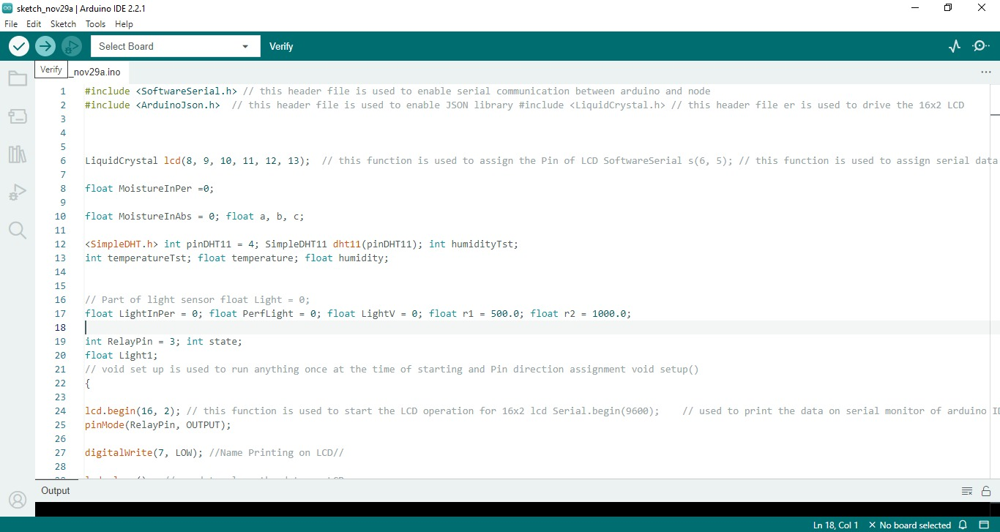 sketch_nov29a | Arduino IDE 2.2.1
File Edit Sketch Tools Help
Select Board Verify
Verify _nov29a.ino
1 #include <SoftwareSerial.h> // this header file is used to enable serial communication between arduino and node
2 #include <ArduinoJson.h> // this header file is used to enable JSON library #include <LiquidCrystal.h> // this header file er is used to drive the 16x2 LCD
3
4
5
6 LiquidCrystal lcd(8, 9, 10, 11, 12, 13); // this function is used to assign the Pin of LCD SoftwareSerial s(6, 5); // this function is used to assign serial data
7
8 float MoistureInPer =0;
9
10 float MoistureInAbs = 0; float a, b, c;
11
12 <SimpleDHT.h> int pinDHT11 = 4; SimpleDHT11 dht11(pinDHT11); int humidityTst;
13 int temperatureTst; float temperature; float humidity;
14
15
16 // Part of light sensor float Light = 0;
17 float LightInPer = 0; float PerfLight = 0; float LightV = 0; float r1 = 500.0; float r2 = 1000.0;
18
19 int RelayPin = 3; int state;
20 float Light1;
21 // void set up is used to run anything once at the time of starting and Pin direction assignment void setup()
22 {
23
24 lcd.begin(16, 2); // this function is used to start the LCD operation for 16x2 lcd Serial.begin(9600); // used to print the data on serial monitor of arduino ID
25 pinMode(RelayPin, OUTPUT);
26
27 digitalWrite(7, LOW); //Name Printing on LCD//
28
Output
Ln 18, Col 1 × No board selected